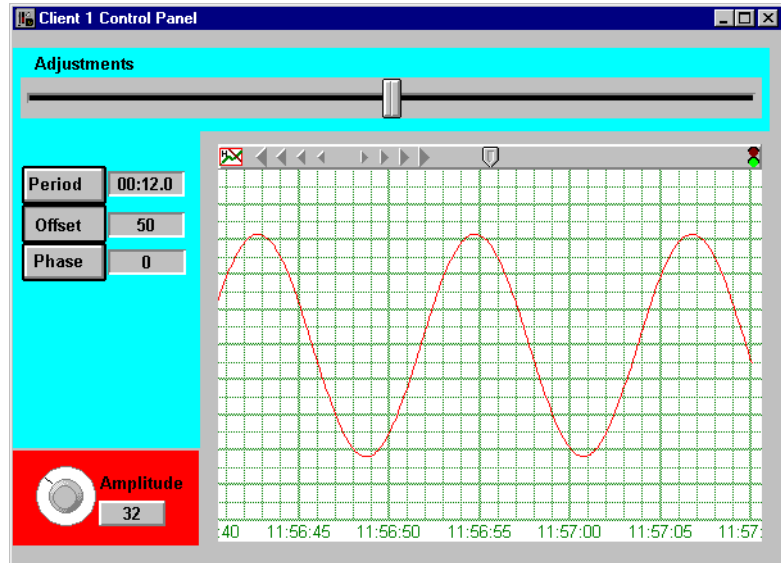 Client 1 Control Panel
Adjustments
Period 00:12.0
Offset 50
Phase 0
Amplitude
32
:40 11:56:45 11:56:50 11:56:55 11:57:00 11:57:05 11:57: